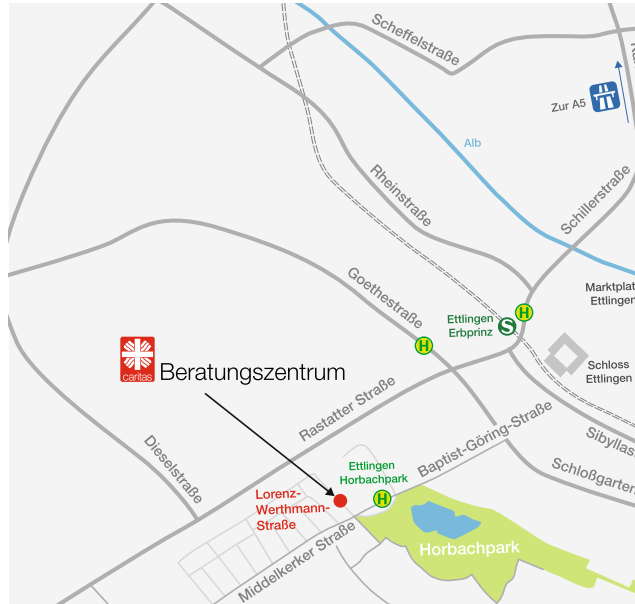 Scheffelstraße
Zur A5
Alb
Rheinstraße
Schillerstraße
Goethestraße
Marktplat
Ettlingen
H
Ettlingen
Erbprinz
S
H
Schloss
Ettlingen
caritas
Beratungszentrum
Rastatter Straße
Baptist-Göring-Straße
Sibyllas
Schloßgarten
Dieselstraße
Ettlingen
Horbachpark
H
Lorenz-
Werthmann-
Straße
Middelkerker Straße
Horbachpark